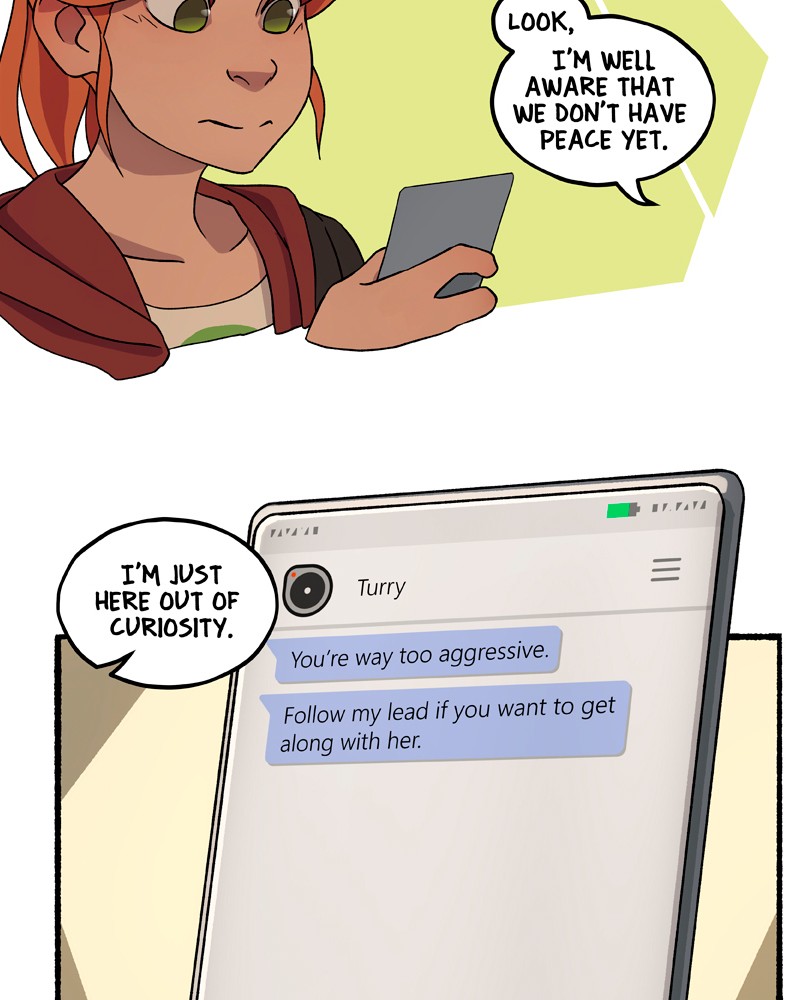 LOOK,
I'M WELL
AWARE THAT
WE DON'T HAVE
PEACE YET.
I'M JUST
HERE OUT OF
CURIOSITY.
Turry
You're way too aggressive.
Follow my lead if you want to get
along with her.